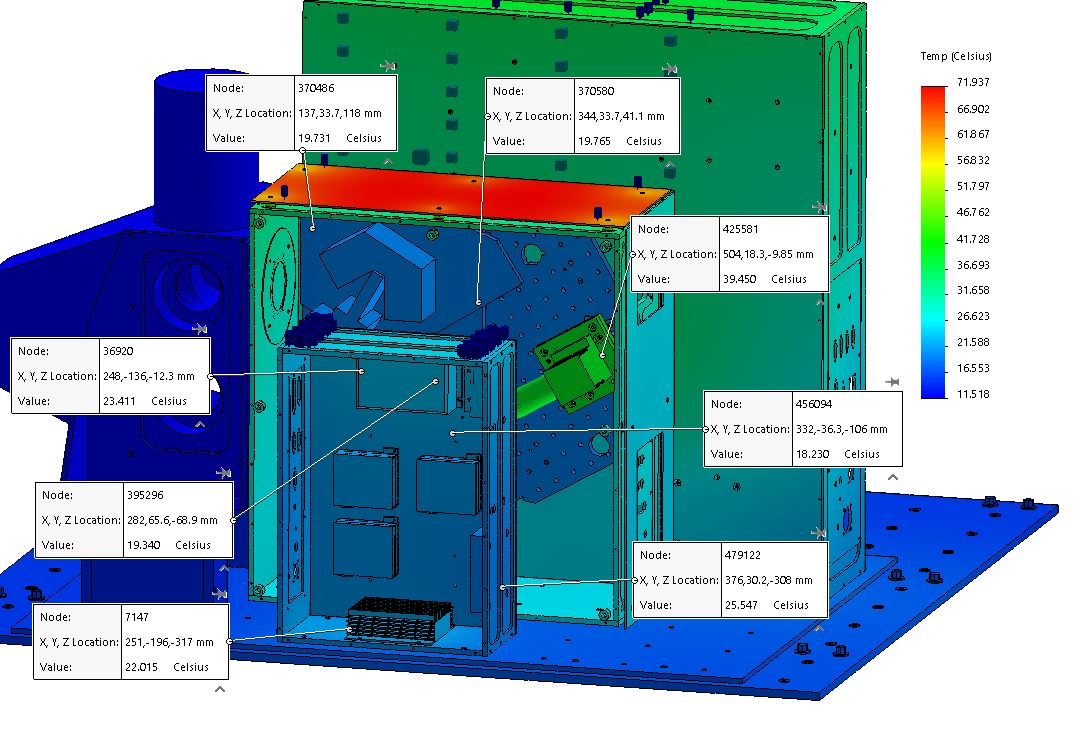 Temp (Celsius)
71.937
66.902
61.867
56.832
51.797
46.762
41.728
36.693
31.658
26.623
21.588
16.553
11.518
Node: 370486
X, Y, Z Location: 137,33.7,118 mm
Value: 19.731 Celsius
Node: 370580
X, Y, Z Location: 344,33.7,41.1 mm
Value: 19.765 Celsius
Node: 425581
X, Y, Z Location: 504,18.3,-9.85 mm
Value: 39.450 Celsius
Node: 36920
X, Y, Z Location: 248,-136,-12.3 mm
Value: 23.411 Celsius
Node: 456094
X, Y, Z Location: 332,-36.3,-106 mm
Value: 18.230 Celsius
Node: 395296
X, Y, Z Location: 282,65.6,-68.9 mm
Value: 19.340 Celsius
Node: 479122
X, Y, Z Location: 376,30.2,-308 mm
Value: 25.547 Celsius
Node: 7147
X, Y, Z Location: 251,-196,-317 mm
Value: 22.015 Celsius